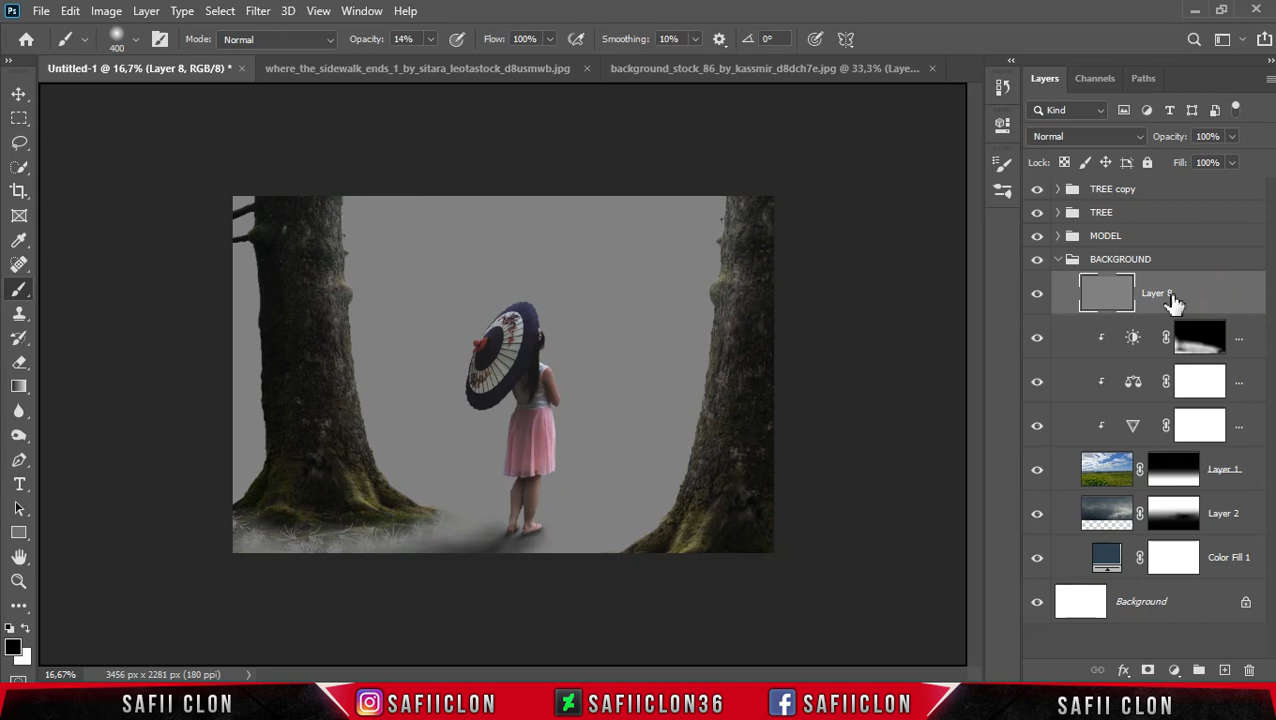 Ps File Edit Image Layer Type Select Filter 3D View Window Help
400 Mode: Normal Opacity: 14% Flow: 100% Smoothing: 10% 0°
Untitled-1 @ 16,7% (Layer 8, RGB/8) * × where_the_sidewalk_ends_1_by_sitara_leotastock_d8usmwb.jpg × background_stock_86_by_kassmir_d8dch7e.jpg @ 33,3% (Laye... ×
Layers Channels Paths
Kind
Normal Opacity: 100%
Lock: Fill: 100%
TREE copy
TREE
MODEL
BACKGROUND
Layer 8
...
...
...
Layer 1
Layer 2
Color Fill 1
Background
16,67% 3456 px x 2281 px (180 ppi)
SAFII CLON SAFIICLON SAFIICLON36 SAFIICLON SAFII CLON